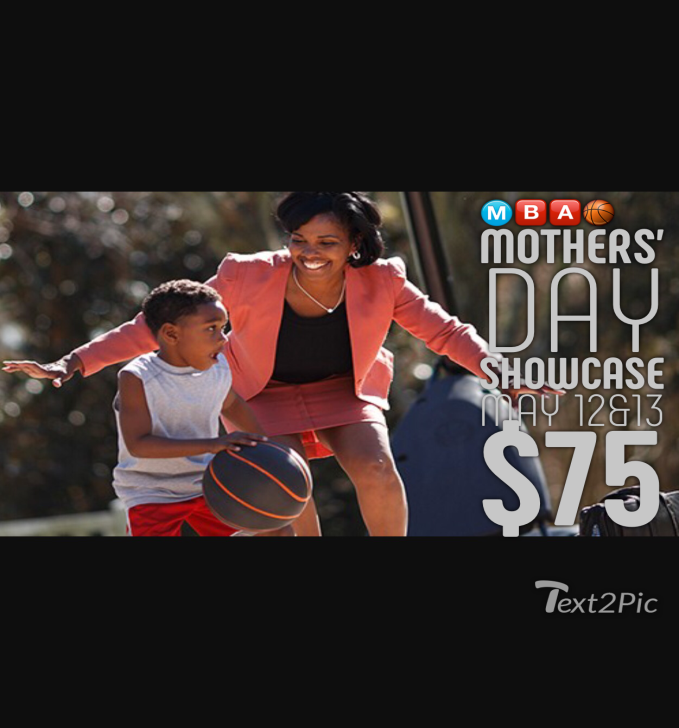 MBA
MOTHERS'
DAY
SHOWCASE
MAY 12&13
$75
Text2Pic